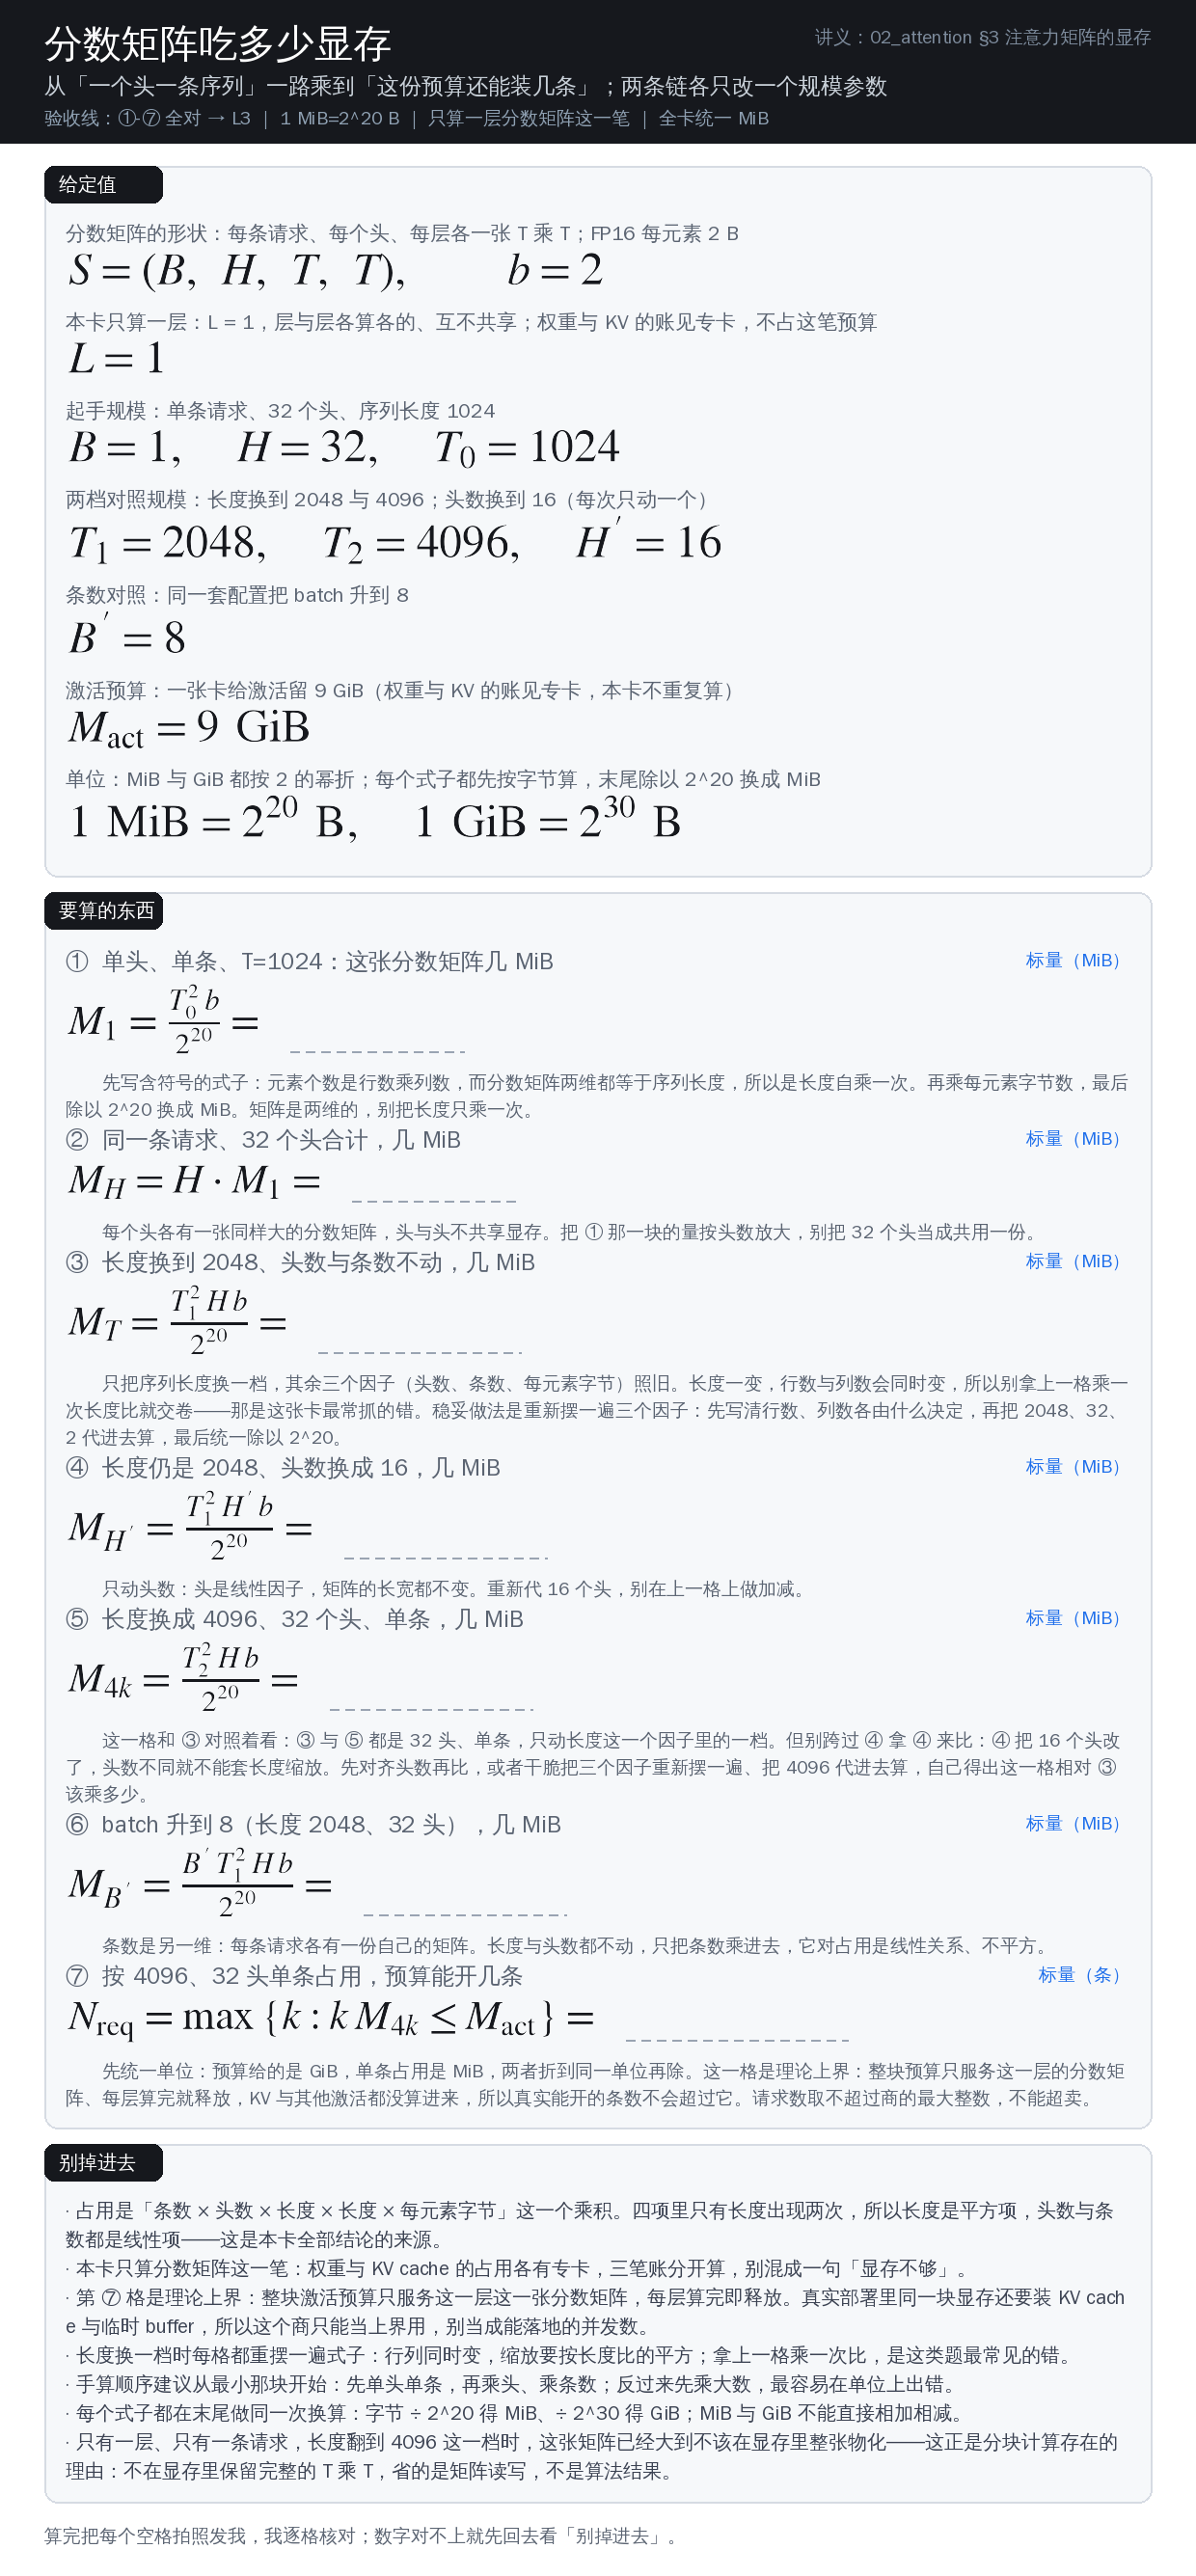 分数矩阵吃多少显存
讲义：02_attention §3 注意力矩阵的显存
从「一个头一条序列」一路乘到「这份预算还能装几条」；两条链各只改一个规模参数
验收线：①-⑦ 全对 → L3 ｜ 1 MiB=2^20 B ｜ 只算一层分数矩阵这一笔 ｜ 全卡统一 MiB
给定值
分数矩阵的形状：每条请求、每个头、每层各一张 T 乘 T；FP16 每元素 2 B
S = (B, H, T, T), b = 2
本卡只算一层：L = 1，层与层各算各的、互不共享；权重与 KV 的账见专卡，不占这笔预算
L = 1
起手规模：单条请求、32 个头、序列长度 1024
B = 1, H = 32, T₀ = 1024
两档对照规模：长度换到 2048 与 4096；头数换到 16（每次只动一个）
T₁ = 2048, T₂ = 4096, H′ = 16
条数对照：同一套配置把 batch 升到 8
B′ = 8
激活预算：一张卡给激活留 9 GiB（权重与 KV 的账见专卡，本卡不重复算）
M_act = 9 GiB
单位：MiB 与 GiB 都按 2 的幂折；每个式子都先按字节算，末尾除以 2^20 换成 MiB
1 MiB = 2²⁰ B, 1 GiB = 2³⁰ B
要算的东西
① 单头、单条、T=1024：这张分数矩阵几 MiB
标量（MiB）
M₁ = T₀² b / 2²⁰ =
先写含符号的式子：元素个数是行数乘列数，而分数矩阵两维都等于序列长度，所以是长度自乘一次。再乘每元素字节数，最后
除以 2^20 换成 MiB。矩阵是两维的，别把长度只乘一次。
② 同一条请求、32 个头合计，几 MiB
标量（MiB）
M_H = H · M₁ =
每个头各有一张同样大的分数矩阵，头与头不共享显存。把 ① 那一块的量按头数放大，别把 32 个头当成共用一份。
③ 长度换到 2048、头数与条数不动，几 MiB
标量（MiB）
M_T = T₁² H b / 2²⁰ =
只把序列长度换一档，其余三个因子（头数、条数、每元素字节）照旧。长度一变，行数与列数会同时变，所以别拿上一格乘一
次长度比就交卷——那是这张卡最常抓的错。稳妥做法是重新摆一遍三个因子：先写清行数、列数各由什么决定，再把 2048、32、
2 代进去算，最后统一除以 2^20。
④ 长度仍是 2048、头数换成 16，几 MiB
标量（MiB）
M_H′ = T₁² H′ b / 2²⁰ =
只动头数：头是线性因子，矩阵的长宽都不变。重新代 16 个头，别在上一格上做加减。
⑤ 长度换成 4096、32 个头、单条，几 MiB
标量（MiB）
M_4k = T₂² H b / 2²⁰ =
这一格和 ③ 对照着看：③ 与 ⑤ 都是 32 头、单条，只动长度这一个因子里的一档。但别跨过 ④ 拿 ④ 来比：④ 把 16 个头改
了，头数不同就不能套长度缩放。先对齐头数再比，或者干脆把三个因子重新摆一遍、把 4096 代进去算，自己得出这一格相对 ③
该乘多少。
⑥ batch 升到 8（长度 2048、32 头），几 MiB
标量（MiB）
M_B′ = B′ T₁² H b / 2²⁰ =
条数是另一维：每条请求各有一份自己的矩阵。长度与头数都不动，只把条数乘进去，它对占用是线性关系、不平方。
⑦ 按 4096、32 头单条占用，预算能开几条
标量（条）
N_req = max {k : k M_4k ≤ M_act} =
先统一单位：预算给的是 GiB，单条占用是 MiB，两者折到同一单位再除。这一格是理论上界：整块预算只服务这一层的分数矩
阵、每层算完就释放，KV 与其他激活都没算进来，所以真实能开的条数不会超过它。请求数取不超过商的最大整数，不能超卖。
别掉进去
· 占用是「条数 × 头数 × 长度 × 长度 × 每元素字节」这一个乘积。四项里只有长度出现两次，所以长度是平方项，头数与条
数都是线性项——这是本卡全部结论的来源。
· 本卡只算分数矩阵这一笔：权重与 KV cache 的占用各有专卡，三笔账分开算，别混成一句「显存不够」。
· 第 ⑦ 格是理论上界：整块激活预算只服务这一层这一张分数矩阵，每层算完即释放。真实部署里同一块显存还要装 KV cach
e 与临时 buffer，所以这个商只能当上界用，别当成能落地的并发数。
· 长度换一档时每格都重摆一遍式子：行列同时变，缩放要按长度比的平方；拿上一格乘一次比，是这类题最常见的错。
· 手算顺序建议从最小那块开始：先单头单条，再乘头、乘条数；反过来先乘大数，最容易在单位上出错。
· 每个式子都在末尾做同一次换算：字节 ÷ 2^20 得 MiB、÷ 2^30 得 GiB；MiB 与 GiB 不能直接相加相减。
· 只有一层、只有一条请求，长度翻到 4096 这一档时，这张矩阵已经大到不该在显存里整张物化——这正是分块计算存在的
理由：不在显存里保留完整的 T 乘 T，省的是矩阵读写，不是算法结果。
算完把每个空格拍照发我，我逐格核对；数字对不上就先回去看「别掉进去」。